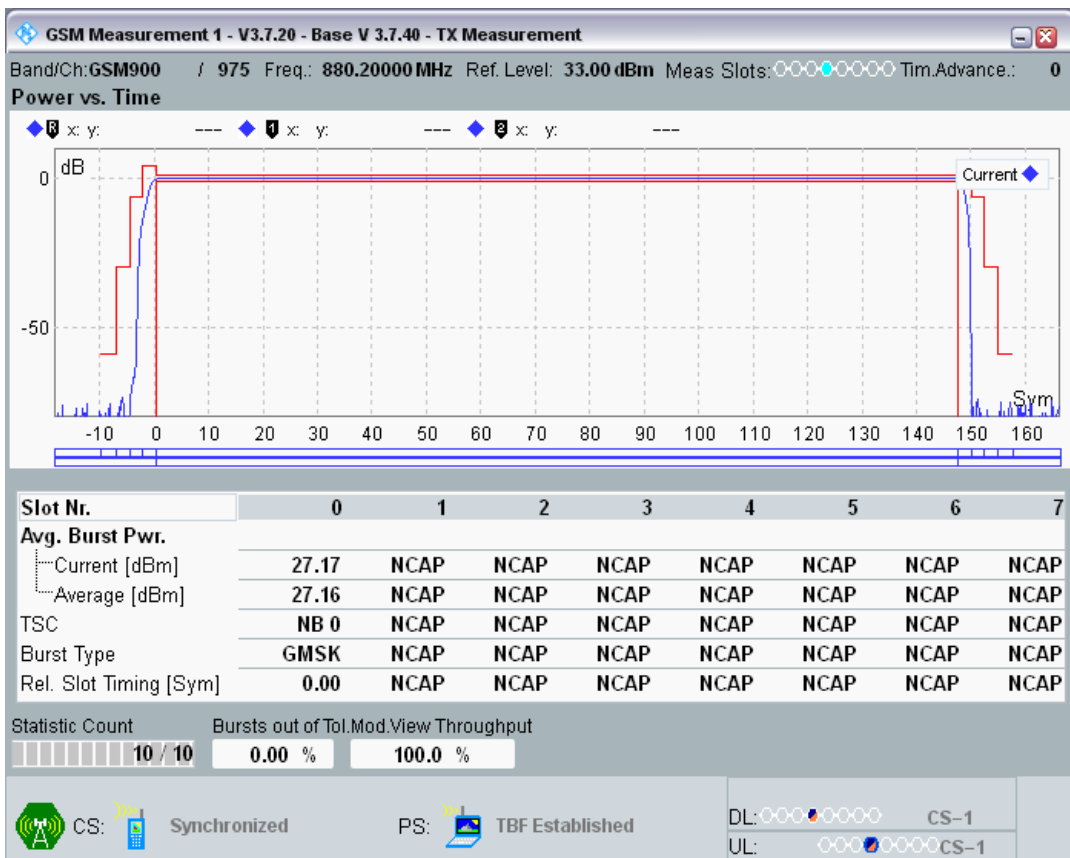 GSM Measurement 1 - V3.7.20 - Base V 3.7.40 - TX Measurement
Band/Ch:GSM900 / 975 Freq.: 880.20000 MHz Ref. Level: 33.00 dBm Meas Slots: Tim.Advance.: 0
Power vs. Time
R x: y: --- 1 x: y: --- 2 x: y: ---
dB
Current
0
-50
Sym
-10 0 10 20 30 40 50 60 70 80 90 100 110 120 130 140 150 160
Slot Nr. 0 1 2 3 4 5 6 7
Avg. Burst Pwr.
Current [dBm] 27.17 NCAP NCAP NCAP NCAP NCAP NCAP NCAP
Average [dBm] 27.16 NCAP NCAP NCAP NCAP NCAP NCAP NCAP
TSC NB 0 NCAP NCAP NCAP NCAP NCAP NCAP NCAP
Burst Type GMSK NCAP NCAP NCAP NCAP NCAP NCAP NCAP
Rel. Slot Timing [Sym] 0.00 NCAP NCAP NCAP NCAP NCAP NCAP NCAP
Statistic Count Bursts out of Tol.Mod.View Throughput
10 / 10 0.00 % 100.0 %
CS: Synchronized PS: TBF Established DL: CS-1
UL: CS-1